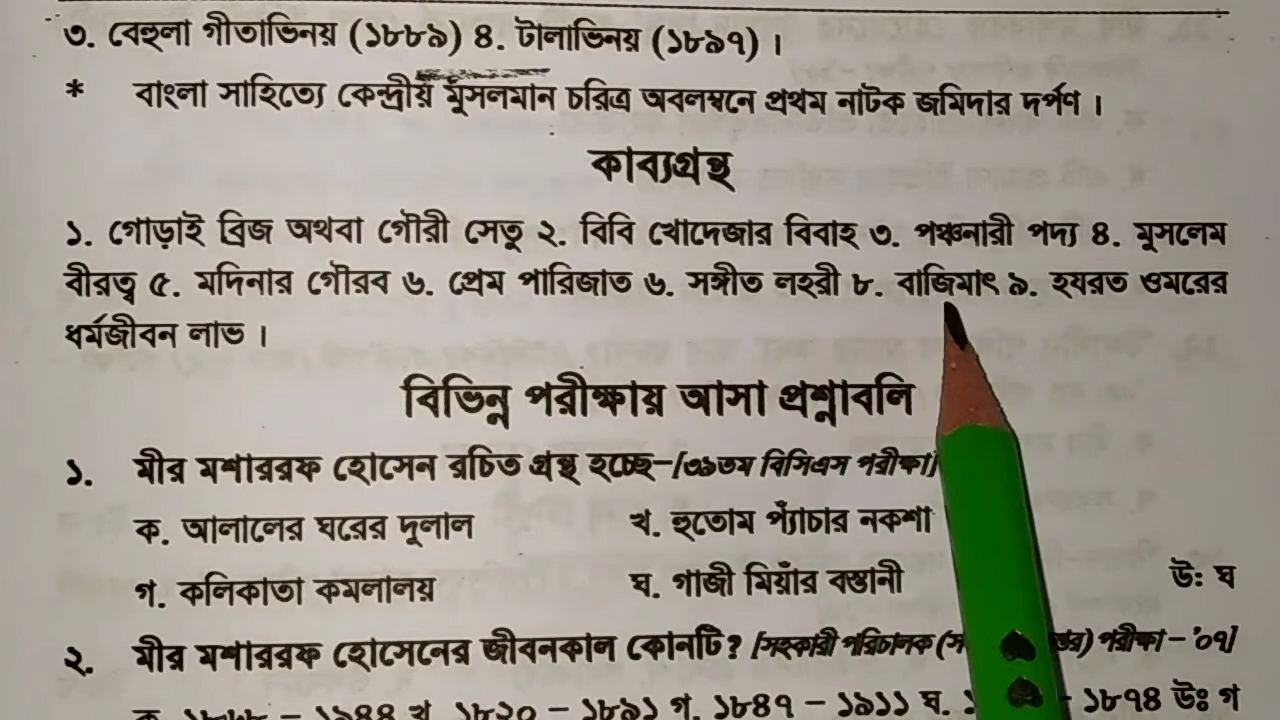 ৩. বেহুলা গীতাভিনয় (১৮৮৯) ৪. টালাভিনয় (১৮৯৭) ।
* বাংলা সাহিত্যে কেন্দ্রীয় মুসলমান চরিত্র অবলম্বনে প্রথম নাটক জমিদার দর্পণ ।
কাব্যগ্রন্থ
১. গোড়াই ব্রিজ অথবা গৌরী সেতু ২. বিবি খোদেজার বিবাহ ৩. পঞ্চনারী পদ্য ৪. মুসলেম
বীরত্ব ৫. মদিনার গৌরব ৬. প্রেম পারিজাত ৬. সঙ্গীত লহরী ৮. বাজিমাৎ ৯. হযরত ওমরের
ধর্মজীবন লাভ ।
বিভিন্ন পরীক্ষায় আসা প্রশ্নাবলি
১. মীর মশাররফ হোসেন রচিত গ্রন্থ হচ্ছে–[৩৯তম বিসিএস পরীক্ষা]
ক. আলালের ঘরের দুলাল খ. হুতোম প্যাঁচার নকশা
গ. কলিকাতা কমলালয় ঘ. গাজী মিয়াঁর বস্তানী উ: ঘ
২. মীর মশাররফ হোসেনের জীবনকাল কোনটি? [সহকারী পরিচালক পরীক্ষা – '০৭]
খ. ১৮২০ – ১৮৯১ গ. ১৮৪৭ – ১৯১১ ঘ. – ১৮৭৪ উঃ গ